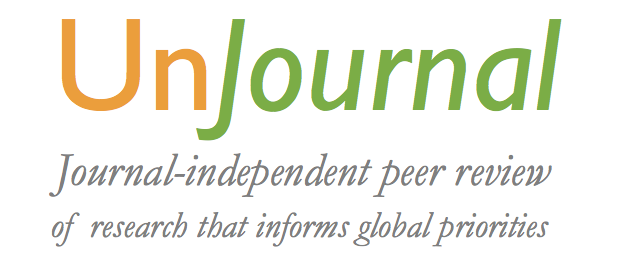 UnJournal
Journal-independent peer review
of research that informs global priorities